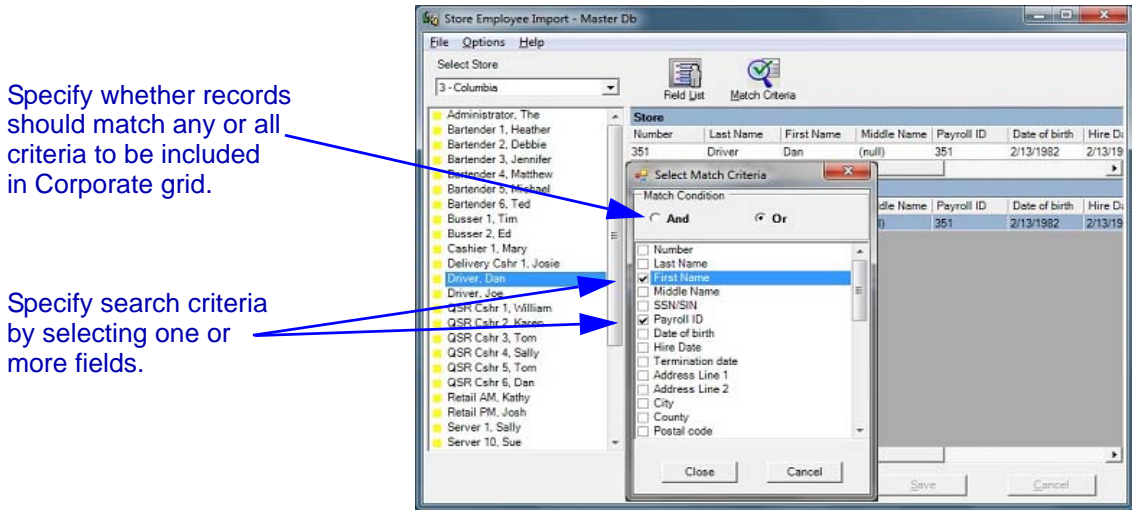 Store Employee Import - Master Db
File Options Help
Select Store
3 - Columbia
Field List Match Criteria
Specify whether records
should match any or all
criteria to be included
in Corporate grid.
Specify search criteria
by selecting one or
more fields.
Administrator, The
Bartender 1, Heather
Bartender 2, Debbie
Bartender 3, Jennifer
Bartender 4, Matthew
Bartender 5, Michael
Bartender 6, Ted
Busser 1, Tim
Busser 2, Ed
Cashier 1, Mary
Delivery Cshr 1, Josie
Driver, Dan
Driver, Joe
QSR Cshr 1, William
QSR Cshr 2, Karen
QSR Cshr 3, Tom
QSR Cshr 4, Sally
QSR Cshr 5, Tom
QSR Cshr 6, Dan
Retail AM, Kathy
Retail PM, Josh
Server 1, Sally
Server 10, Sue
Store
Number Last Name First Name Middle Name Payroll ID Date of birth Hire Da
351 Driver Dan (null) 351 2/13/1982 2/13/19
ddle Name Payroll ID Date of birth Hire Da
351 2/13/1982 2/13/19
Select Match Criteria
Match Condition
And Or
Number
Last Name
First Name
Middle Name
SSN/SIN
Payroll ID
Date of birth
Hire Date
Termination date
Address Line 1
Address Line 2
City
County
Postal code
Close Cancel
Save Cancel